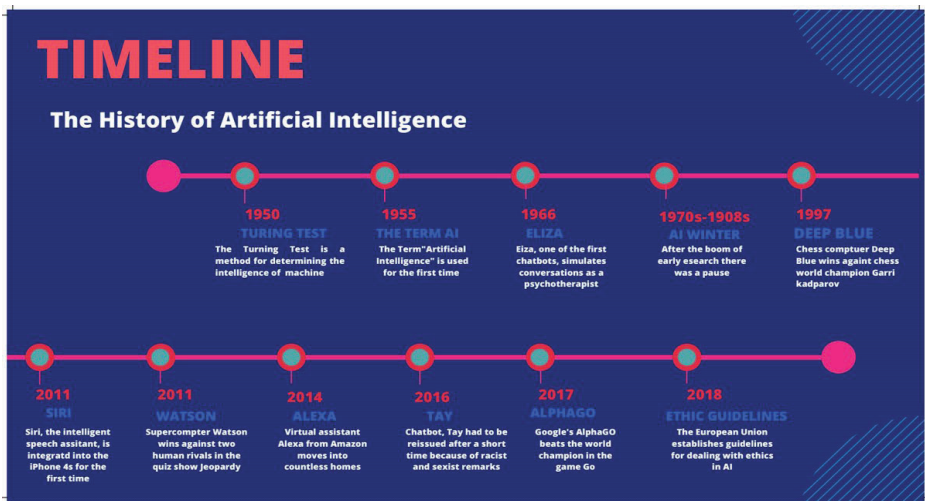 TIMELINE
The History of Artificial Intelligence
1950
TURING TEST
The Turning Test is a
method for determining the
intelligence of machine
1955
THE TERM AI
The Term"Artificial
Intelligence" is used
for the first time
1966
ELIZA
Eiza, one of the first
chatbots, simulates
conversations as a
psychotherapist
1970s-1908s
AI WINTER
After the boom of
early esearch there
was a pause
1997
DEEP BLUE
Chess comptuer Deep
Blue wins againt chess
world champion Garri
kadparov
2011
SIRI
Siri, the intelligent
speech assitant, is
integratd into the
iPhone 4s for the
first time
2011
WATSON
Supercompter Watson
wins against two
human rivals in the
quiz show Jeopardy
2014
ALEXA
Virtual assistant
Alexa from Amazon
moves into
countless homes
2016
TAY
Chatbot, Tay had to be
reissued after a short
time because of racist
and sexist remarks
2017
ALPHAGO
Google's AlphaGO
beats the world
champion in the
game Go
2018
ETHIC GUIDELINES
The European Union
establishes guidelines
for dealing with ethics
in AI